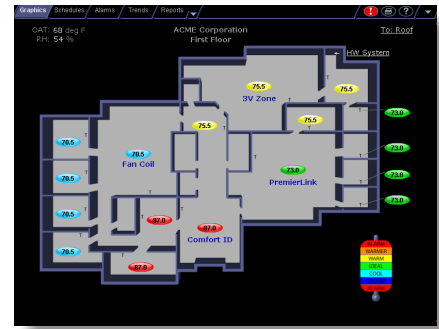 Graphics Schedules Alarms Trends Reports
OAT: 68 deg F
RH: 54 %
ACME Corporation
First Floor
To: Roof
← HW System
75.5
3V Zone
75.5
73.0
75.5
75.5
70.5
70.5
Fan Coil
73.0
70.5
73.0
PremierLink
73.0
70.5
87.0
73.0
87.0
Comfort ID
70.5
87.0
ALARM
WARMER
WARM
IDEAL
COOL
ALARM